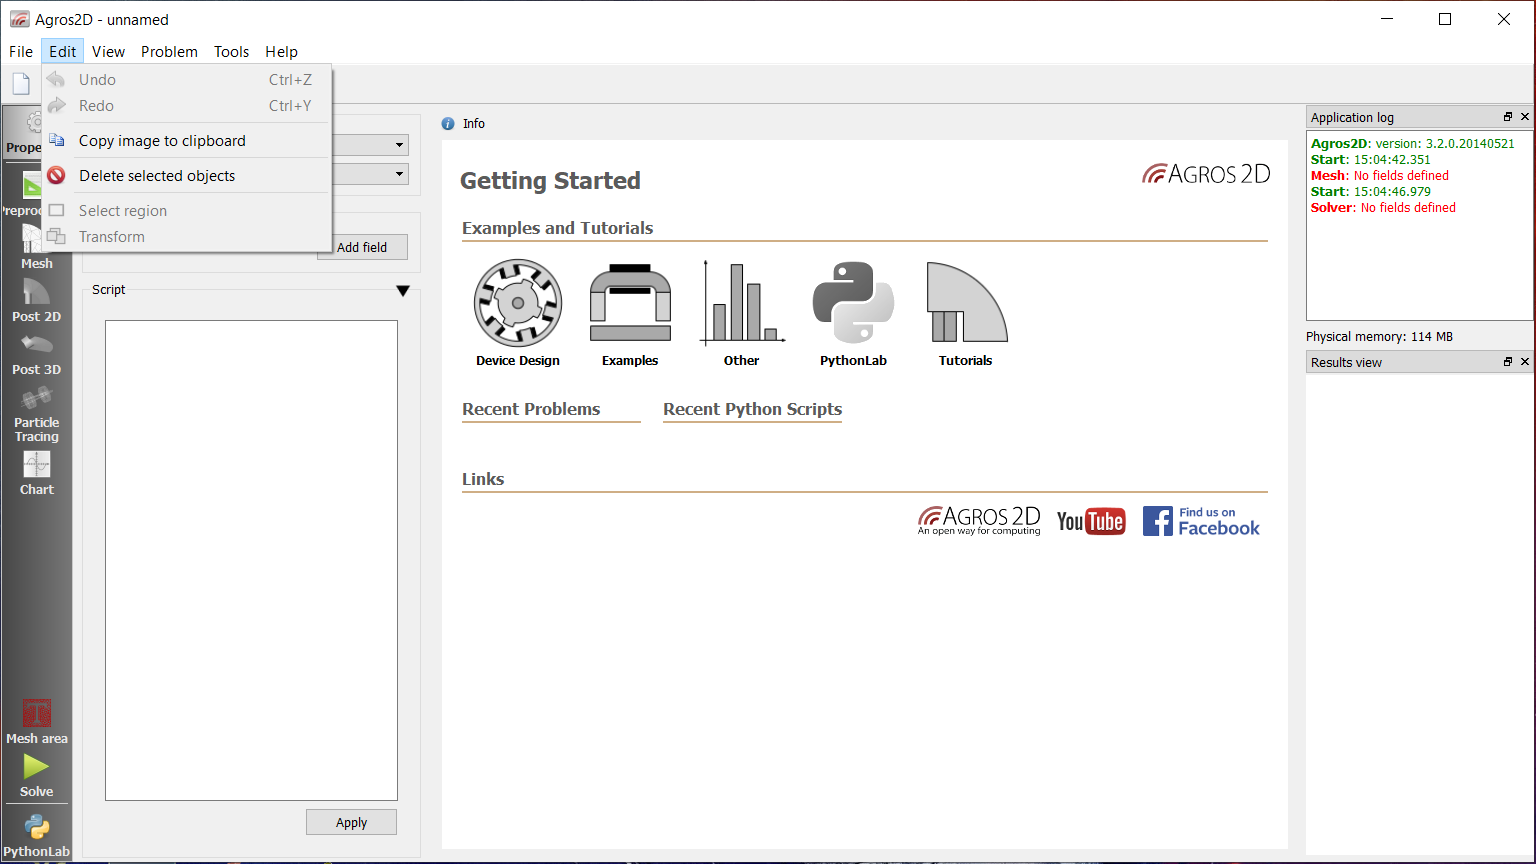 Agros2D - unnamed
File Edit View Problem Tools Help
Undo Ctrl+Z
Redo Ctrl+Y
Copy image to clipboard
Delete selected objects
Select region
Transform
Mesh
Post 2D
Post 3D
Particle
Tracing
Chart
Mesh area
Solve
PythonLab
Add field
Script
Apply
Info
Getting Started
AGROS 2D
Examples and Tutorials
Device Design
Examples
Other
PythonLab
Tutorials
Recent Problems
Recent Python Scripts
Links
AGROS 2D
An open way for computing
YouTube
Find us on
Facebook
Application log
Agros2D: version: 3.2.0.20140521
Start: 15:04:42.351
Mesh: No fields defined
Start: 15:04:46.979
Solver: No fields defined
Physical memory: 114 MB
Results view